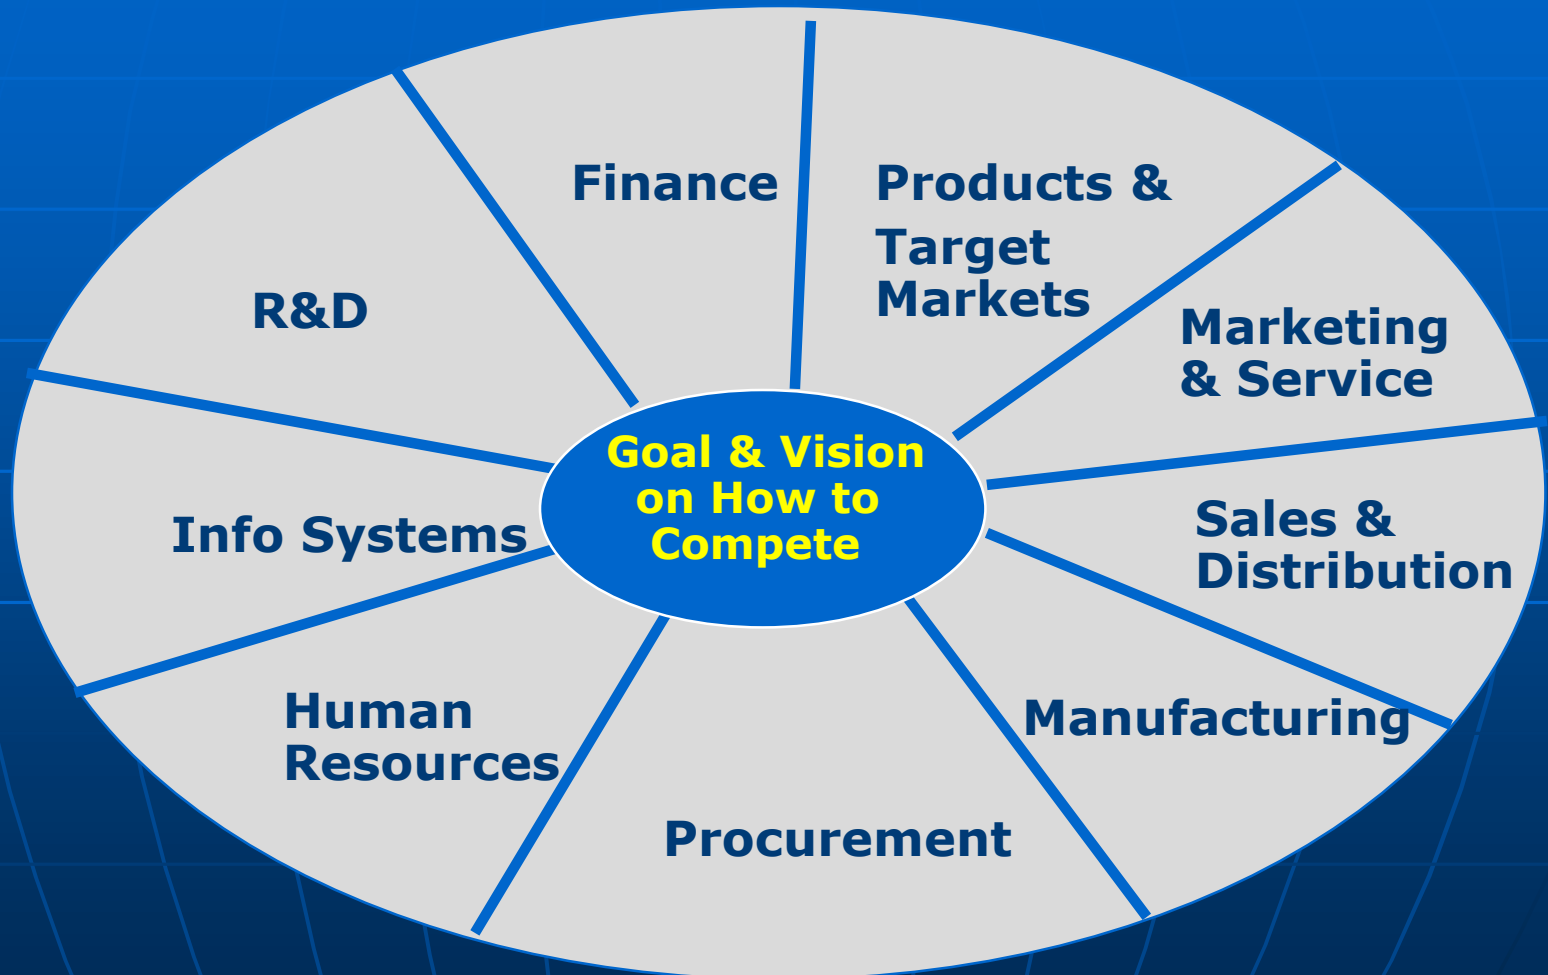 Finance
Products &
Target
Markets
Marketing
& Service
Sales &
Distribution
Manufacturing
Procurement
Human
Resources
Info Systems
R&D
Goal & Vision
on How to
Compete